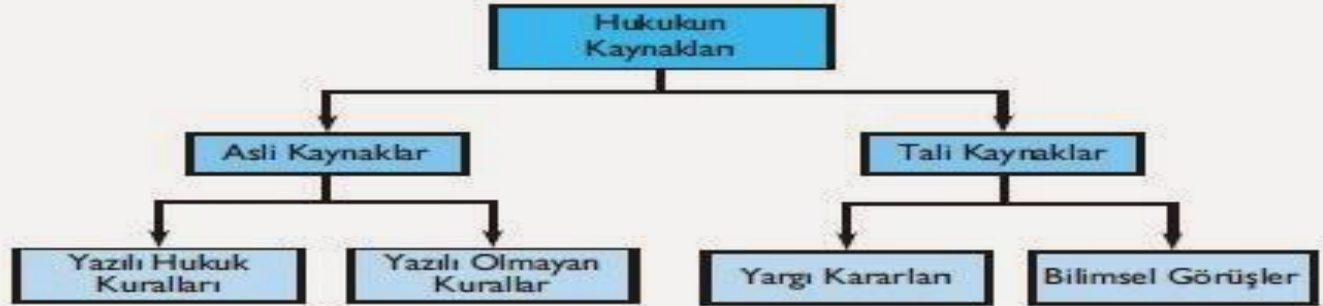 Hukukun
Kaynakları
Asli Kaynaklar
Tali Kaynaklar
Yazılı Hukuk
Kuralları
Yazılı Olmayan
Kurallar
Yargı Kararları
Bilimsel Görüşler